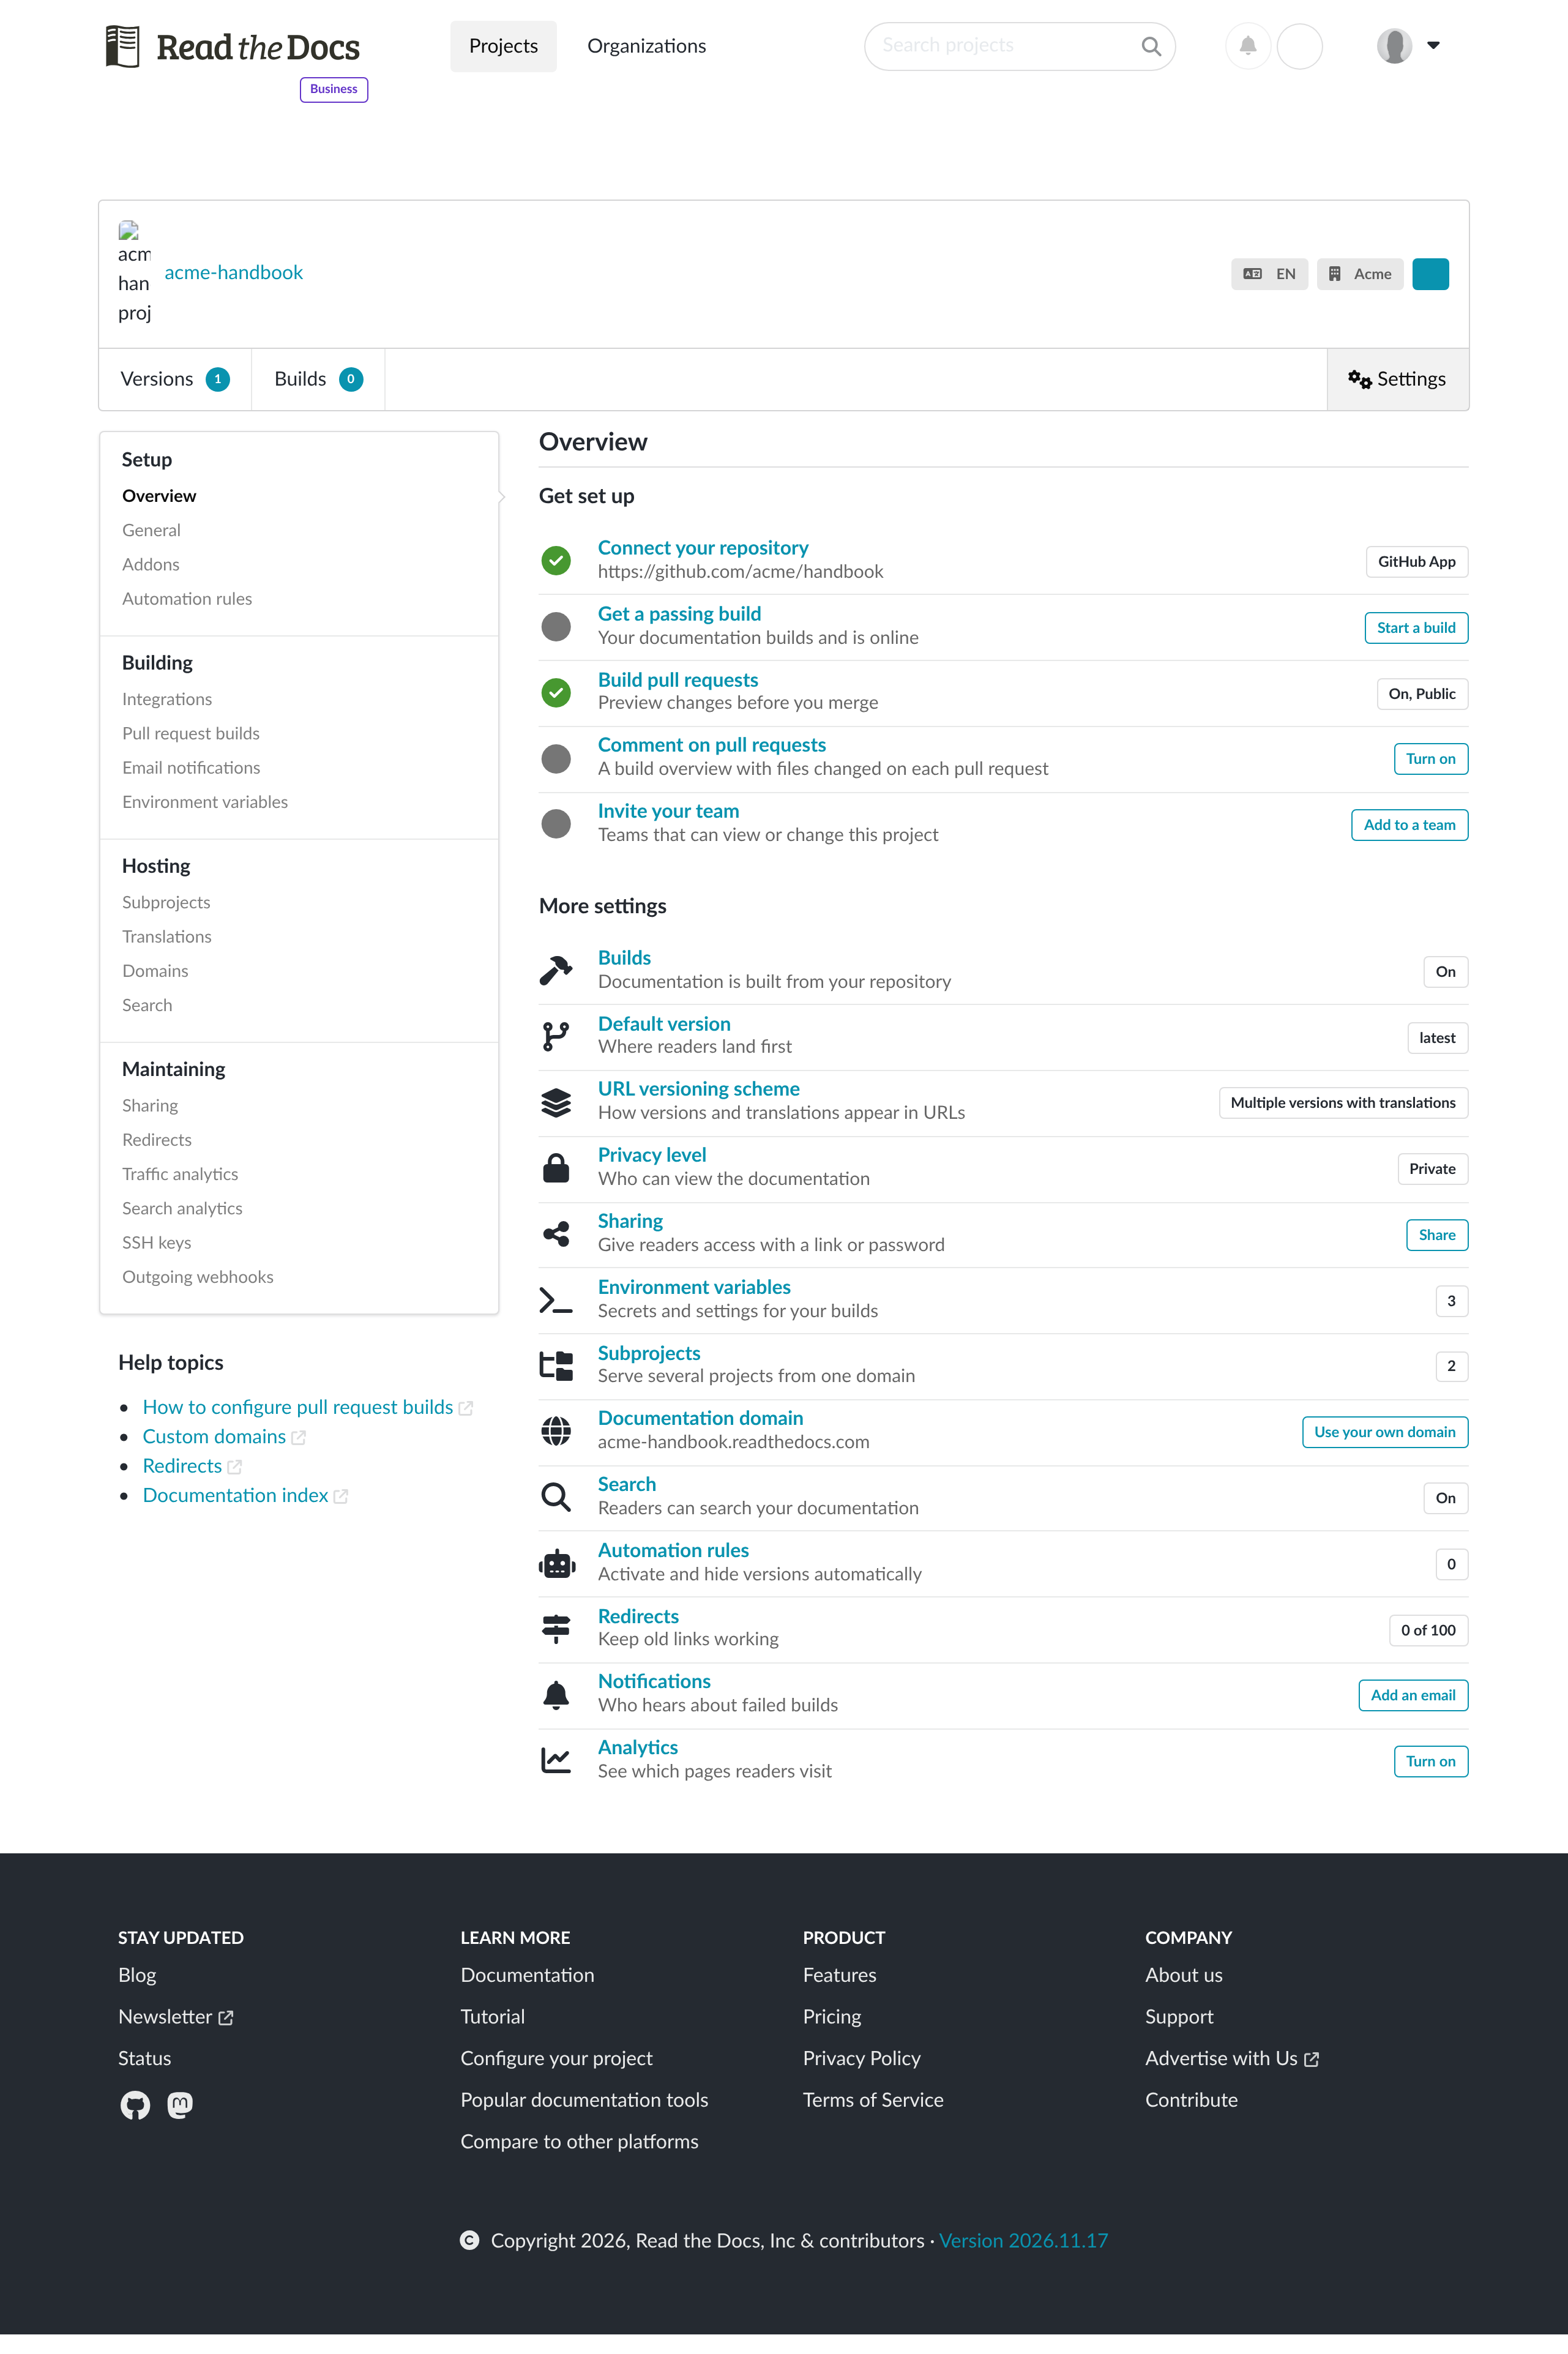 Read the Docs
Business
Projects
Organizations
Search projects
acm
han
proj
acme-handbook
EN
Acme
Versions 1
Builds 0
Settings
Setup
Overview
General
Addons
Automation rules
Building
Integrations
Pull request builds
Email notifications
Environment variables
Hosting
Subprojects
Translations
Domains
Search
Maintaining
Sharing
Redirects
Traffic analytics
Search analytics
SSH keys
Outgoing webhooks
Help topics
How to configure pull request builds
Custom domains
Redirects
Documentation index
Overview
Get set up
Connect your repository
https://github.com/acme/handbook
GitHub App
Get a passing build
Your documentation builds and is online
Start a build
Build pull requests
Preview changes before you merge
On, Public
Comment on pull requests
A build overview with files changed on each pull request
Turn on
Invite your team
Teams that can view or change this project
Add to a team
More settings
Builds
Documentation is built from your repository
On
Default version
Where readers land first
latest
URL versioning scheme
How versions and translations appear in URLs
Multiple versions with translations
Privacy level
Who can view the documentation
Private
Sharing
Give readers access with a link or password
Share
Environment variables
Secrets and settings for your builds
3
Subprojects
Serve several projects from one domain
2
Documentation domain
acme-handbook.readthedocs.com
Use your own domain
Search
Readers can search your documentation
On
Automation rules
Activate and hide versions automatically
0
Redirects
Keep old links working
0 of 100
Notifications
Who hears about failed builds
Add an email
Analytics
See which pages readers visit
Turn on
STAY UPDATED
Blog
Newsletter
Status
LEARN MORE
Documentation
Tutorial
Configure your project
Popular documentation tools
Compare to other platforms
PRODUCT
Features
Pricing
Privacy Policy
Terms of Service
COMPANY
About us
Support
Advertise with Us
Contribute
Copyright 2026, Read the Docs, Inc & contributors · Version 2026.11.17